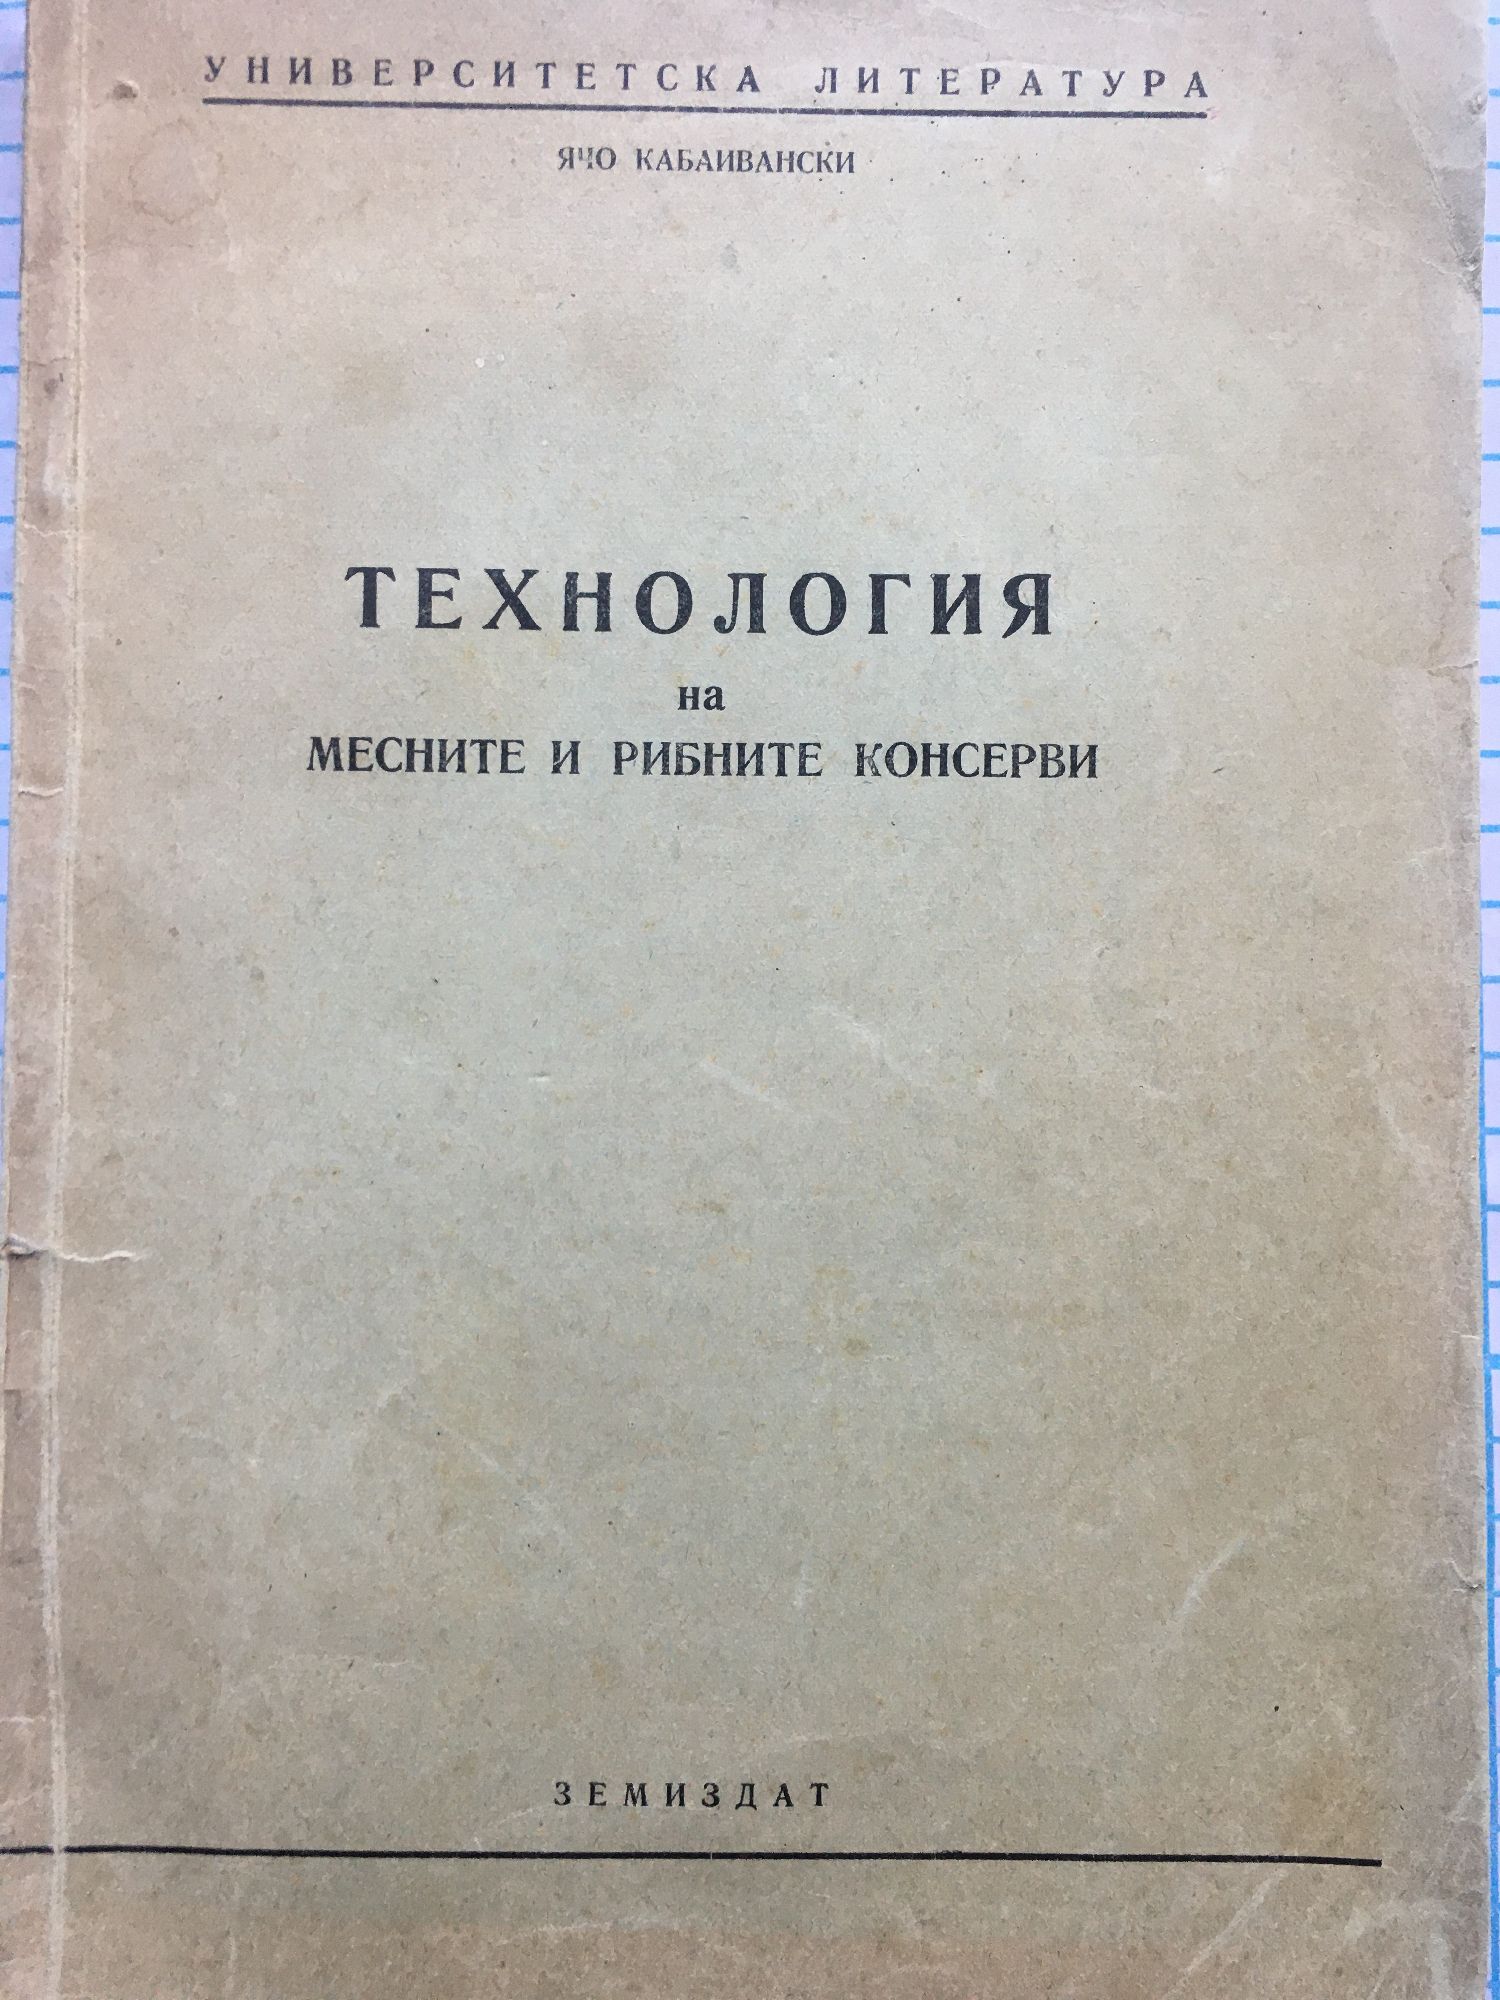 УНИВЕРСИТЕТСКА ЛИТЕРАТУРА
ЯЧО КАБАИВАНСКИ
ТЕХНОЛОГИЯ
на
МЕСНИТЕ И РИБНИТЕ КОНСЕРВИ
ЗЕМИЗДАТ